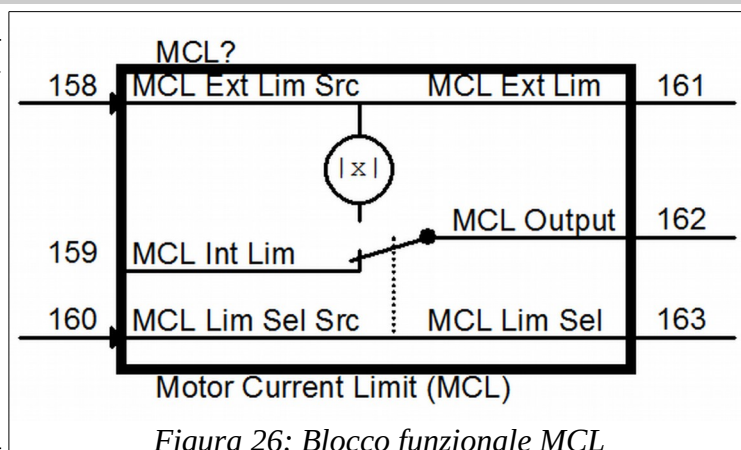 MCL?
158 MCL Ext Lim Src MCL Ext Lim 161
|x|
MCL Output 162
159 MCL Int Lim
160 MCL Lim Sel Src MCL Lim Sel 163
Motor Current Limit (MCL)
Figura 26: Blocco funzionale MCL